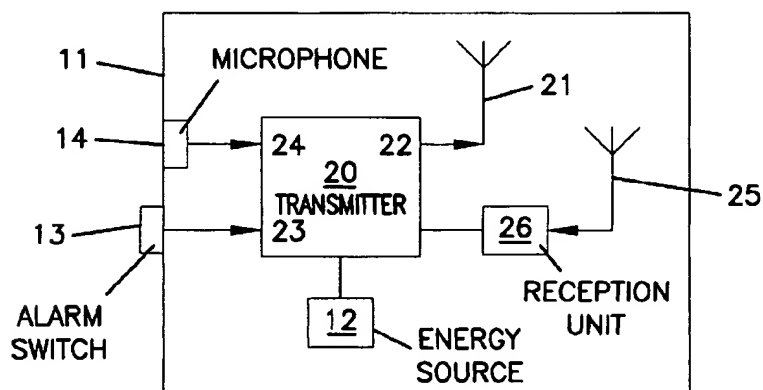 11
MICROPHONE
14
24
22
20
TRANSMITTER
21
25
13
23
26
ALARM
SWITCH
12
ENERGY
SOURCE
RECEPTION
UNIT